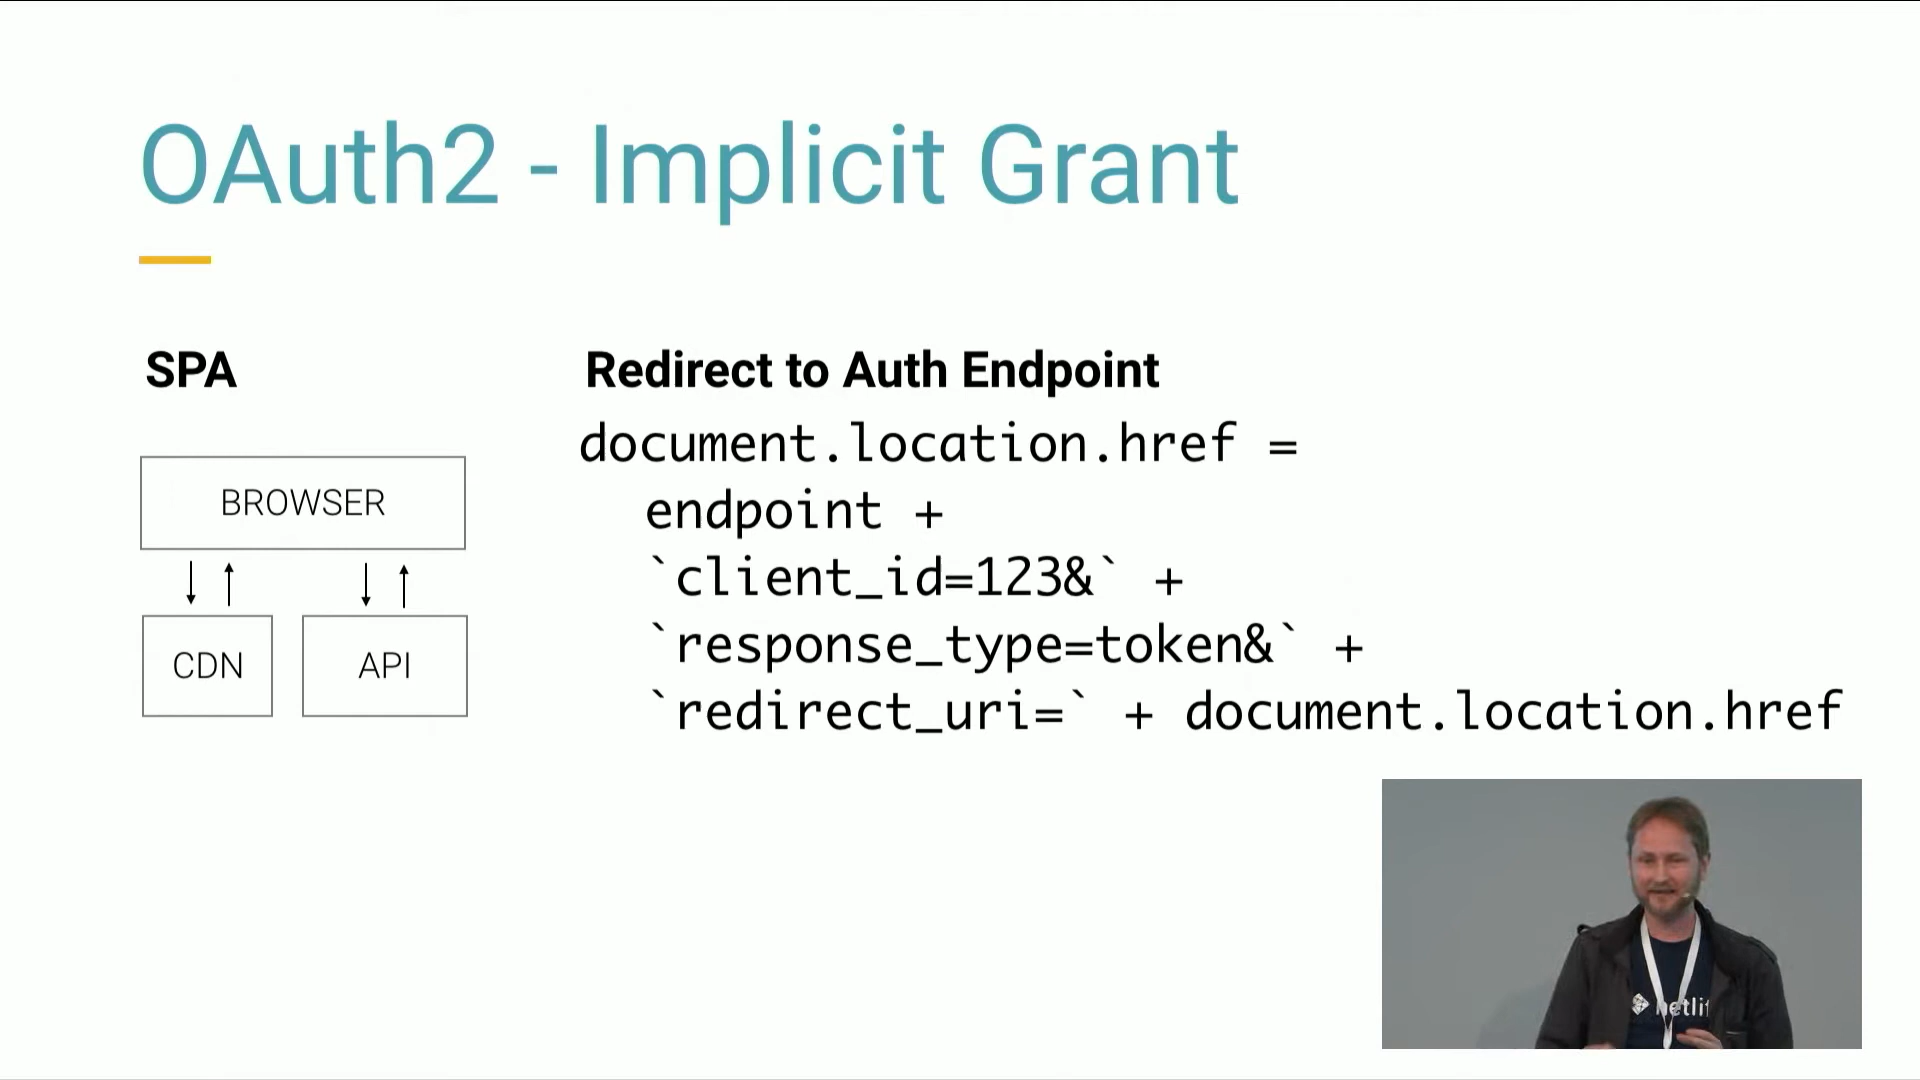 OAuth2 - Implicit Grant
SPA
BROWSER
CDN
API
Redirect to Auth Endpoint
document.location.href =
endpoint +
`client_id=123&` +
`response_type=token&` +
`redirect_uri=` + document.location.href